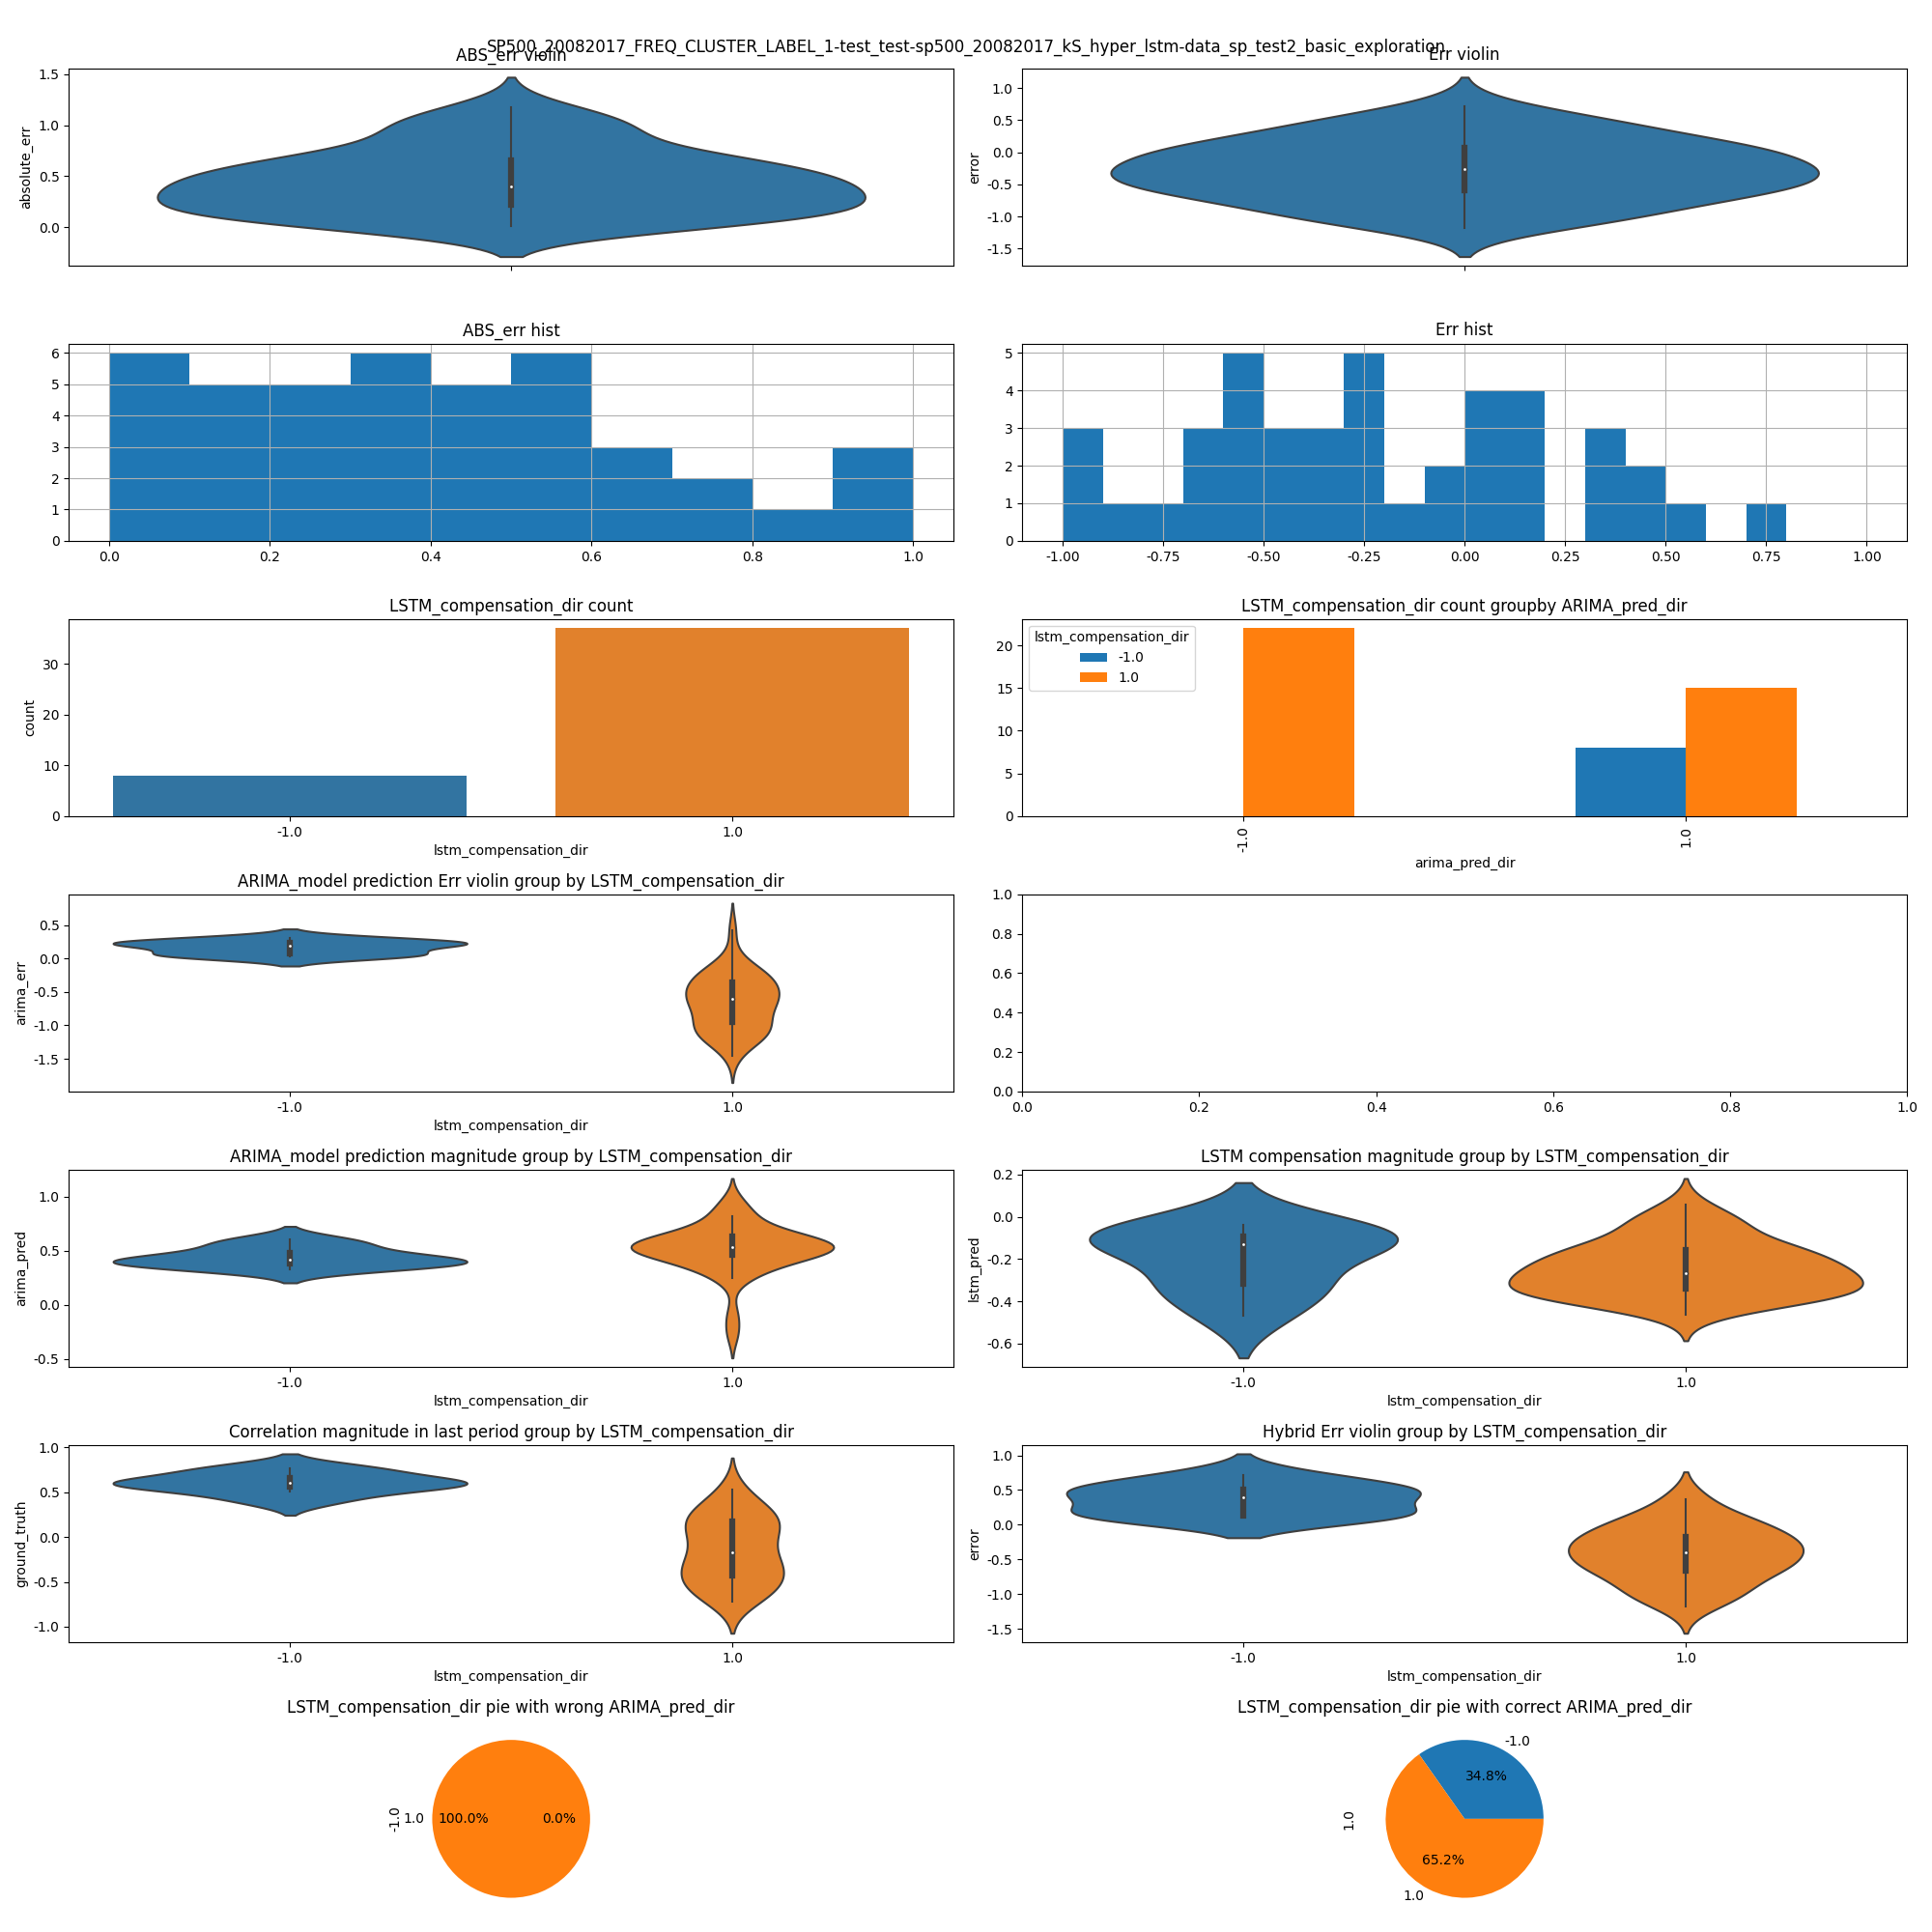 SP500_20082017_FREQ_CLUSTER_LABEL_1-test_test-sp500_20082017_kS_hyper_lstm-data_sp_test2_basic_exploration
ABS_err violin
1.5
1.0
0.5
0.0
absolute_err
Err violin
1.0
0.5
0.0
-0.5
-1.0
-1.5
error
ABS_err hist
6
5
4
3
2
1
0
0.0 0.2 0.4 0.6 0.8 1.0
Err hist
5
4
3
2
1
0
-1.00 -0.75 -0.50 -0.25 0.00 0.25 0.50 0.75 1.00
LSTM_compensation_dir count
30
20
10
0
count
-1.0 1.0
lstm_compensation_dir
LSTM_compensation_dir count groupby ARIMA_pred_dir
lstm_compensation_dir
-1.0
1.0
20
15
10
5
0
-1.0 1.0
arima_pred_dir
ARIMA_model prediction Err violin group by LSTM_compensation_dir
0.5
0.0
-0.5
-1.0
-1.5
arima_err
-1.0 1.0
lstm_compensation_dir
1.0
0.8
0.6
0.4
0.2
0.0
0.0 0.2 0.4 0.6 0.8 1.0
ARIMA_model prediction magnitude group by LSTM_compensation_dir
1.0
0.5
0.0
-0.5
arima_pred
-1.0 1.0
lstm_compensation_dir
LSTM compensation magnitude group by LSTM_compensation_dir
0.2
0.0
-0.2
-0.4
-0.6
lstm_pred
-1.0 1.0
lstm_compensation_dir
Correlation magnitude in last period group by LSTM_compensation_dir
1.0
0.5
0.0
-0.5
-1.0
ground_truth
-1.0 1.0
lstm_compensation_dir
Hybrid Err violin group by LSTM_compensation_dir
1.0
0.5
0.0
-0.5
-1.0
-1.5
error
-1.0 1.0
lstm_compensation_dir
LSTM_compensation_dir pie with wrong ARIMA_pred_dir
-1.0 1.0 100.0% 0.0%
LSTM_compensation_dir pie with correct ARIMA_pred_dir
-1.0
34.8%
1.0
65.2%
1.0